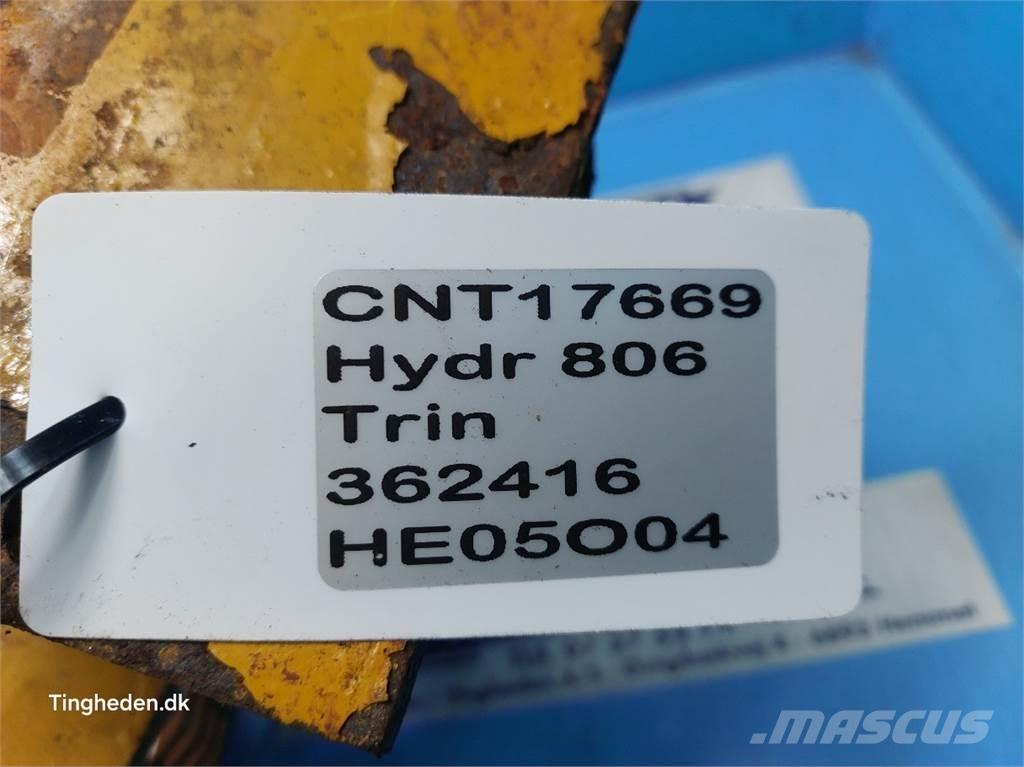 CNT17669
Hydr 806
Trin
362416
HE05O04
Tingheden.dk
MASCUS